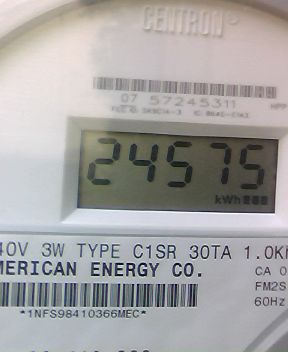 CENTRON
07 57245311
24575
kWh
40V 3W TYPE C1SR 30TA 1.0K
MERICAN ENERGY CO.
CA 0
FM2S
60Hz
*1NFS98410366MEC*